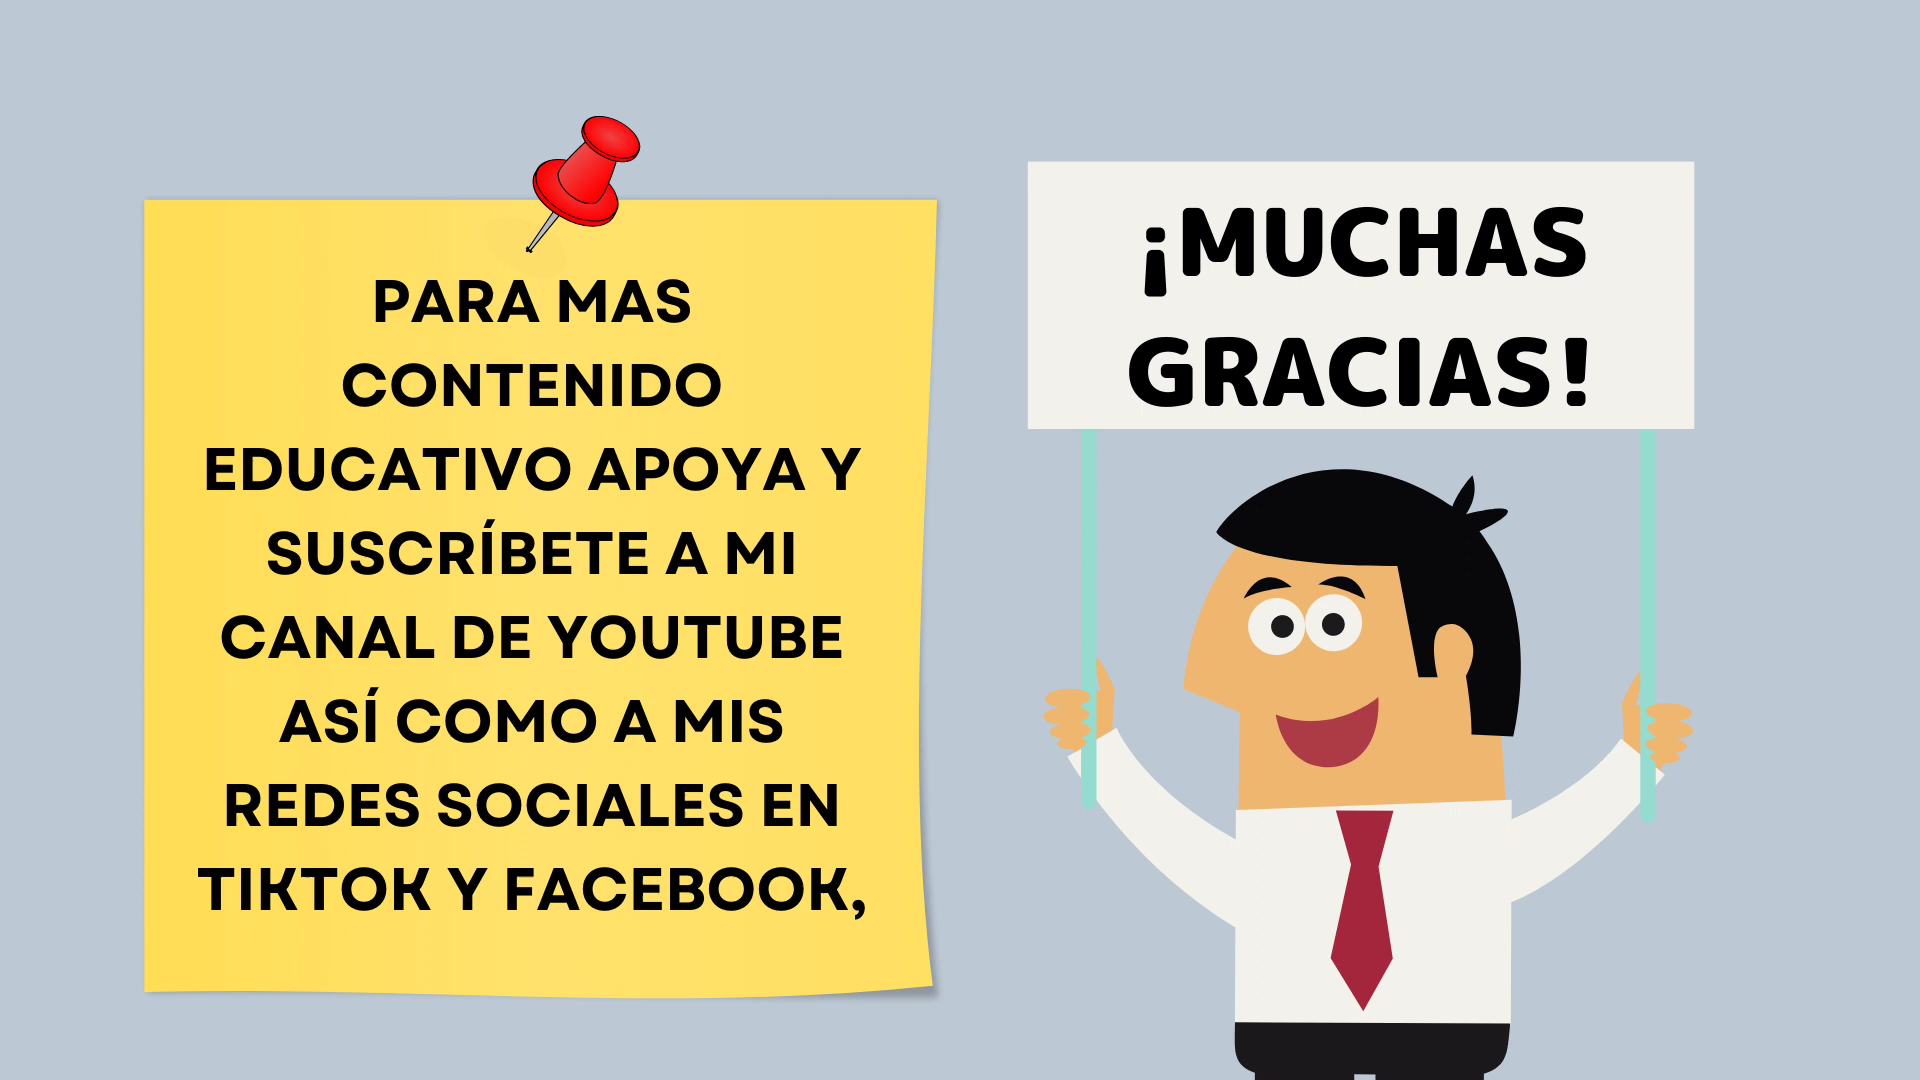 PARA MAS
CONTENIDO
EDUCATIVO APOYA Y
SUSCRÍBETE A MI
CANAL DE YOUTUBE
ASÍ COMO A MIS
REDES SOCIALES EN
TIKTOK Y FACEBOOK,
¡MUCHAS
GRACIAS!